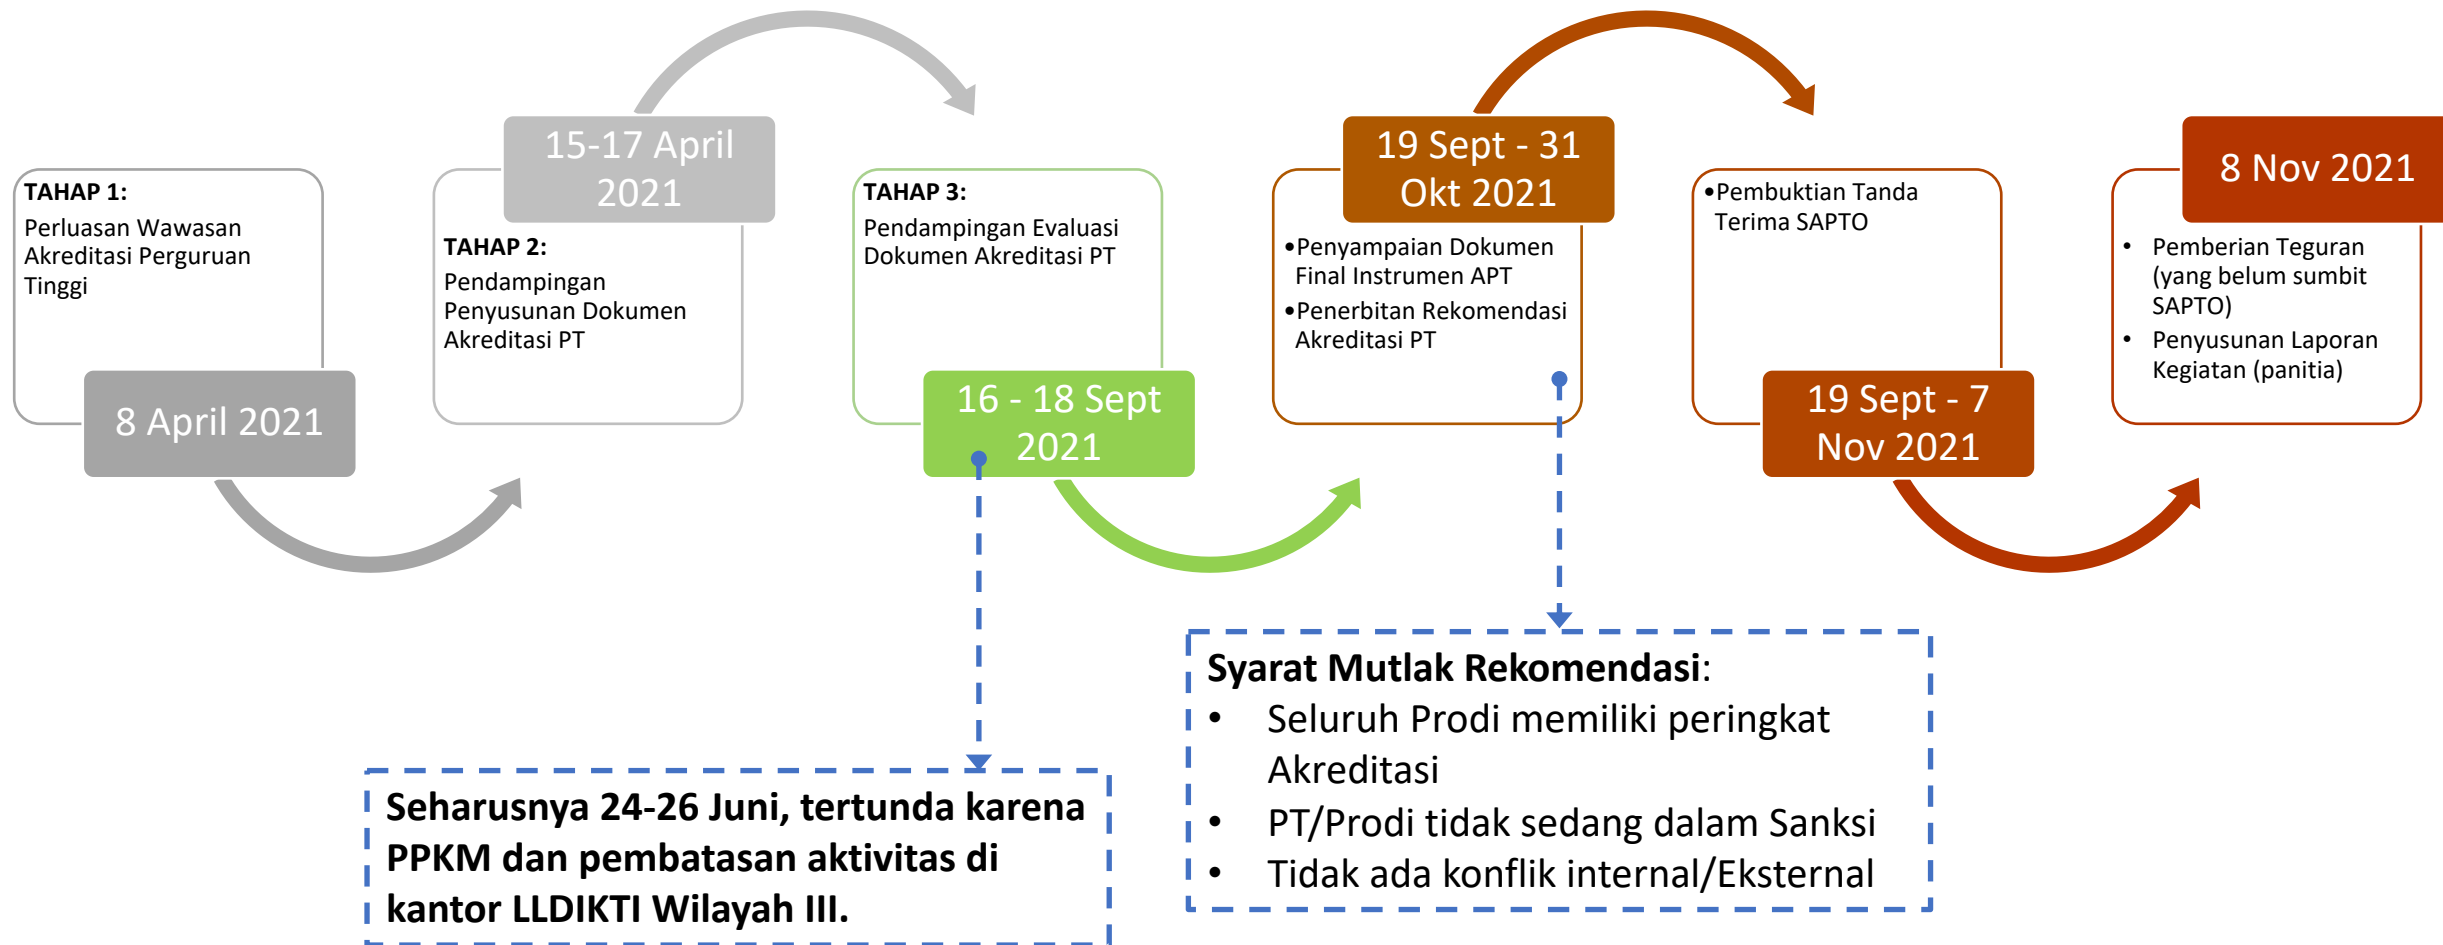 TAHAP 1:
Perluasan Wawasan
Akreditasi Perguruan
Tinggi
8 April 2021
15-17 April
2021
TAHAP 2:
Pendampingan
Penyusunan Dokumen
Akreditasi PT
TAHAP 3:
Pendampingan Evaluasi
Dokumen Akreditasi PT
16 - 18 Sept
2021
19 Sept - 31
Okt 2021
•Penyampaian Dokumen
Final Instrumen APT
•Penerbitan Rekomendasi
Akreditasi PT
•Pembuktian Tanda
Terima SAPTO
19 Sept - 7
Nov 2021
8 Nov 2021
• Pemberian Teguran
(yang belum sumbit
SAPTO)
• Penyusunan Laporan
Kegiatan (panitia)
Seharusnya 24-26 Juni, tertunda karena
PPKM dan pembatasan aktivitas di
kantor LLDIKTI Wilayah III.
Syarat Mutlak Rekomendasi:
• Seluruh Prodi memiliki peringkat
Akreditasi
• PT/Prodi tidak sedang dalam Sanksi
• Tidak ada konflik internal/Eksternal